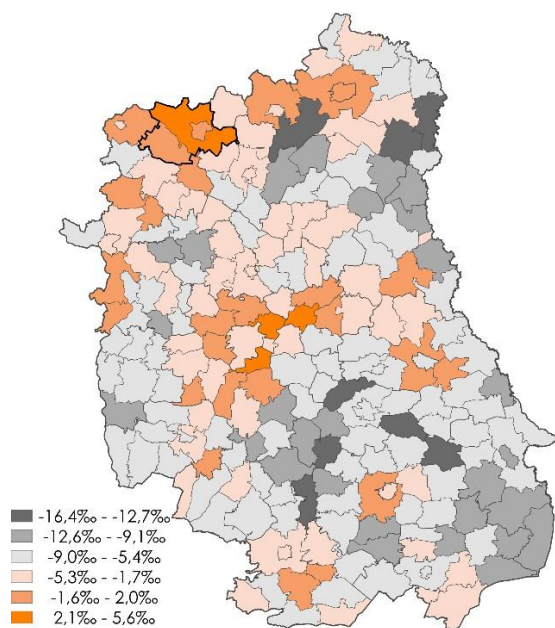 -16,4‰ - -12,7‰
-12,6‰ - -9,1‰
-9,0‰ - -5,4‰
-5,3‰ - -1,7‰
-1,6‰ - 2,0‰
2,1‰ - 5,6‰